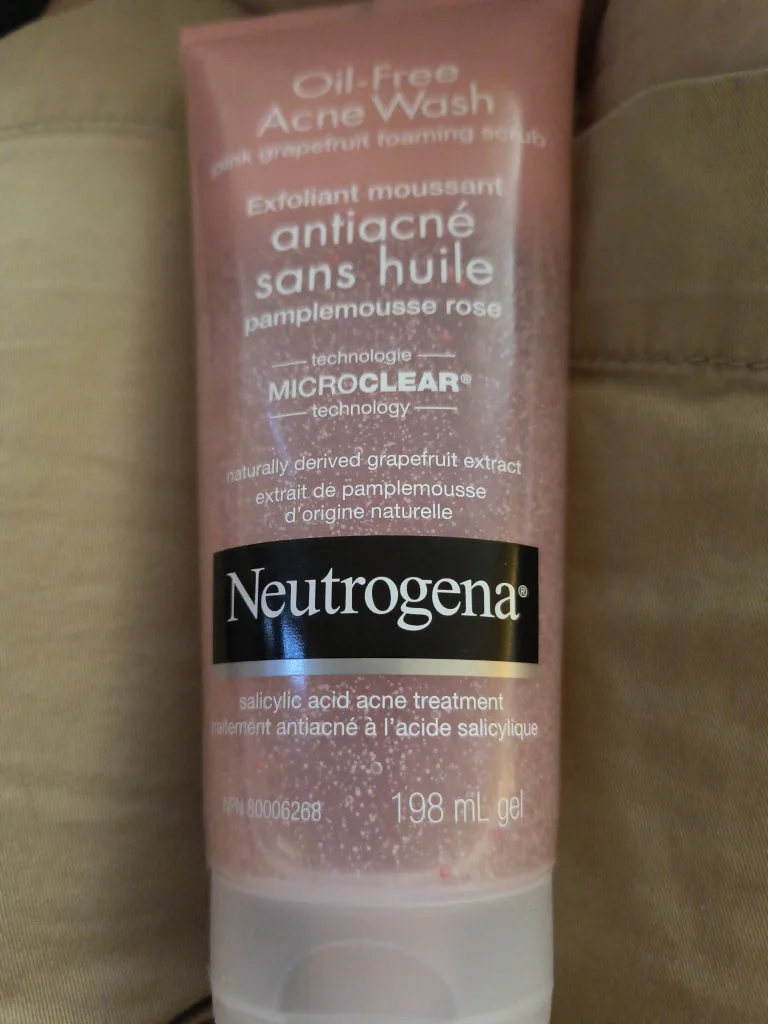 Oil-Free
Acne Wash
pink grapefruit foaming scrub
Exfoliant moussant
antiacné
sans huile
pamplemousse rose
technologie
MICROCLEAR®
technology
naturally derived grapefruit extract
extrait de pamplemousse
d'origine naturelle
Neutrogena®
salicylic acid acne treatment
traitement antiacné à l'acide salicylique
NPN 80006268
198 mL gel